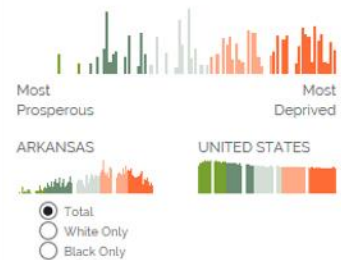 Most Most
Prosperous Deprived
ARKANSAS UNITED STATES
Total
White Only
Black Only